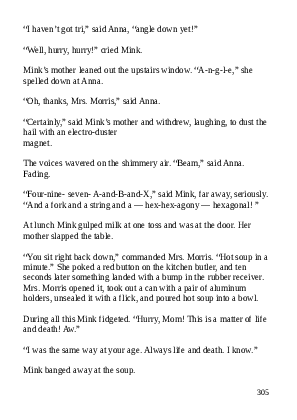 “I haven’t got tri,” said Anna, “angle down yet!”
“Well, hurry, hurry!” cried Mink.
Mink’s mother leaned out the upstairs window. “A-n-g-l-e,” she
spelled down at Anna.
“Oh, thanks, Mrs. Morris,” said Anna.
“Certainly,” said Mink’s mother and withdrew, laughing, to dust the
hail with an electro-duster
magnet.
The voices wavered on the shimmery air. “Beam,” said Anna.
Fading.
“Four-nine- seven- A-and-B-and-X,” said Mink, far away, seriously.
“And a fork and a string and a — hex-hex-agony — hexagonal! ”
At lunch Mink gulped milk at one toss and was at the door. Her
mother slapped the table.
“You sit right back down,” commanded Mrs. Morris. “Hot soup in a
minute.” She poked a red button on the kitchen butler, and ten
seconds later something landed with a bump in the rubber receiver.
Mrs. Morris opened it, took out a can with a pair of aluminum
holders, unsealed it with a flick, and poured hot soup into a bowl.
During all this Mink fidgeted. “Hurry, Mom! This is a matter of life
and death! Aw.”
“I was the same way at your age. Always life and death. I know.”
Mink banged away at the soup.
305